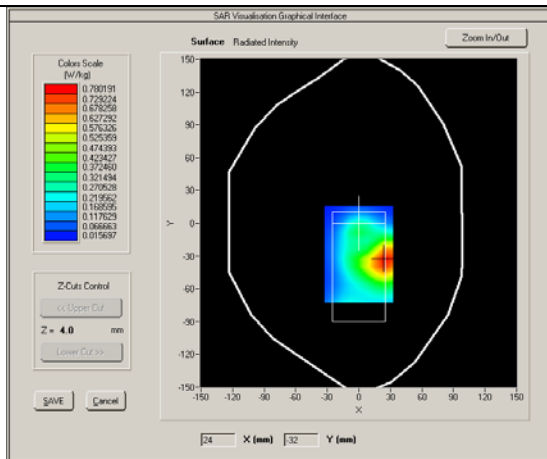 SAR Visualisation Graphical Interface
Surface Radiated Intensity
Zoom In/Out
Colors Scale
(W/kg)
0.780191
0.729224
0.678258
0.627292
0.576326
0.525359
0.474393
0.423427
0.372460
0.321494
0.270528
0.219562
0.168595
0.117629
0.066663
0.015697
150
120
90
60
30
0
-30
-60
-90
-120
-150
Y
-150 -120 -90 -60 -30 0 30 60 90 120 150
X
Z-Cuts Control
<< Upper Cut
Z = 4.0 mm
Lower Cut >>
SAVE Cancel
24 X (mm) -32 Y (mm)